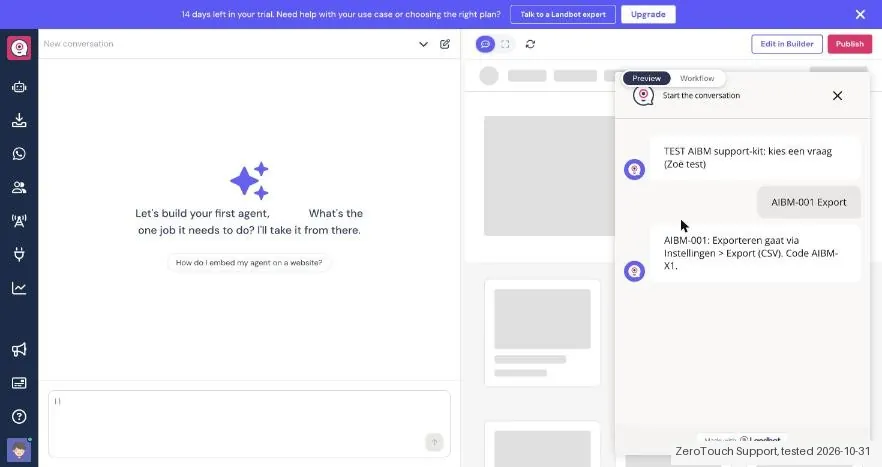 14 days left in your trial. Need help with your use case or choosing the right plan?
Talk to a Landbot expert
Upgrade
New conversation
Edit in Builder
Publish
Preview
Workflow
Start the conversation
TEST AIBM support-kit: kies een vraag
(Zoë test)
AIBM-001 Export
AIBM-001: Exporteren gaat via
Instellingen > Export (CSV). Code AIBM-
X1.
Let's build your first agent, What's the
one job it needs to do? I'll take it from there.
How do I embed my agent on a website?
Made with Landbot
ZeroTouch Support, tested 2026-10-31